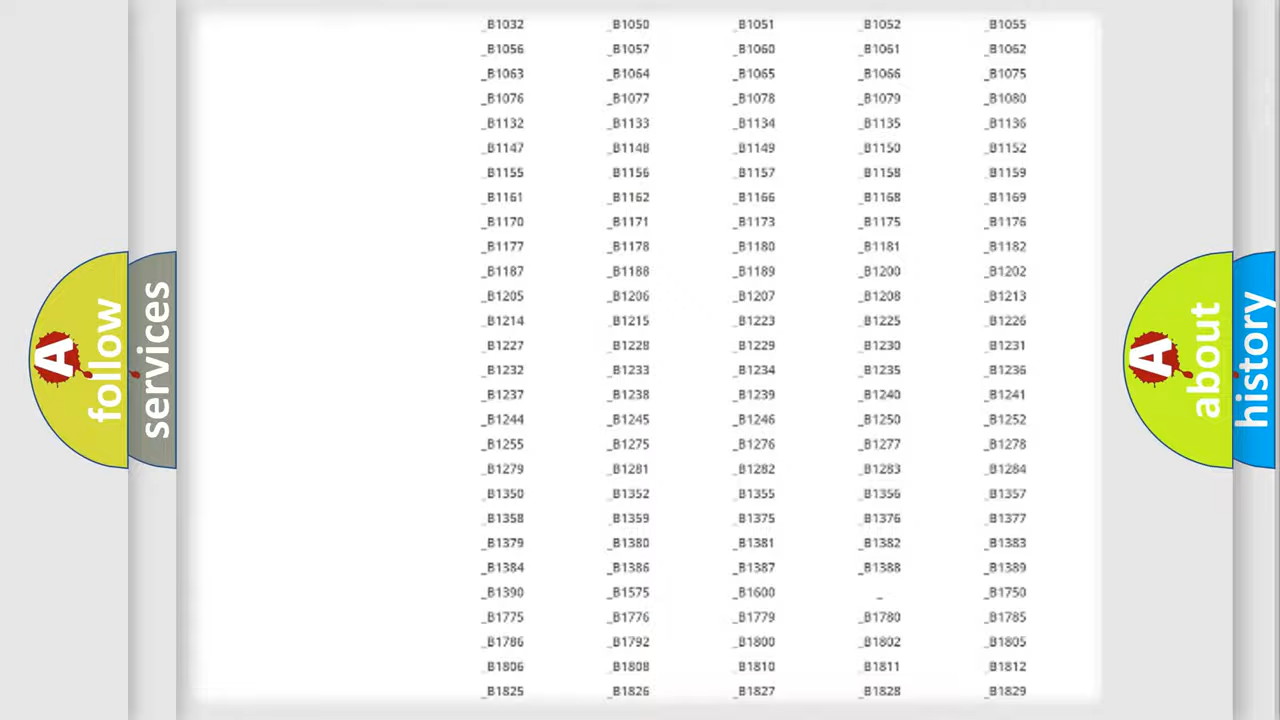 _B1032 _B1050 _B1051 _B1052 _B1055
_B1056 _B1057 _B1060 _B1061 _B1062
_B1063 _B1064 _B1065 _B1066 _B1075
_B1076 _B1077 _B1078 _B1079 _B1080
_B1132 _B1133 _B1134 _B1135 _B1136
_B1147 _B1148 _B1149 _B1150 _B1152
_B1155 _B1156 _B1157 _B1158 _B1159
_B1161 _B1162 _B1166 _B1168 _B1169
_B1170 _B1171 _B1173 _B1175 _B1176
_B1177 _B1178 _B1180 _B1181 _B1182
_B1187 _B1188 _B1189 _B1200 _B1202
_B1205 _B1206 _B1207 _B1208 _B1213
_B1214 _B1215 _B1223 _B1225 _B1226
_B1227 _B1228 _B1229 _B1230 _B1231
_B1232 _B1233 _B1234 _B1235 _B1236
_B1237 _B1238 _B1239 _B1240 _B1241
_B1244 _B1245 _B1246 _B1250 _B1252
_B1255 _B1275 _B1276 _B1277 _B1278
_B1279 _B1281 _B1282 _B1283 _B1284
_B1350 _B1352 _B1355 _B1356 _B1357
_B1358 _B1359 _B1375 _B1376 _B1377
_B1379 _B1380 _B1381 _B1382 _B1383
_B1384 _B1386 _B1387 _B1388 _B1389
_B1390 _B1575 _B1600 _ _B1750
_B1775 _B1776 _B1779 _B1780 _B1785
_B1786 _B1792 _B1800 _B1802 _B1805
_B1806 _B1808 _B1810 _B1811 _B1812
_B1825 _B1826 _B1827 _B1828 _B1829
A follow
services
A about
history